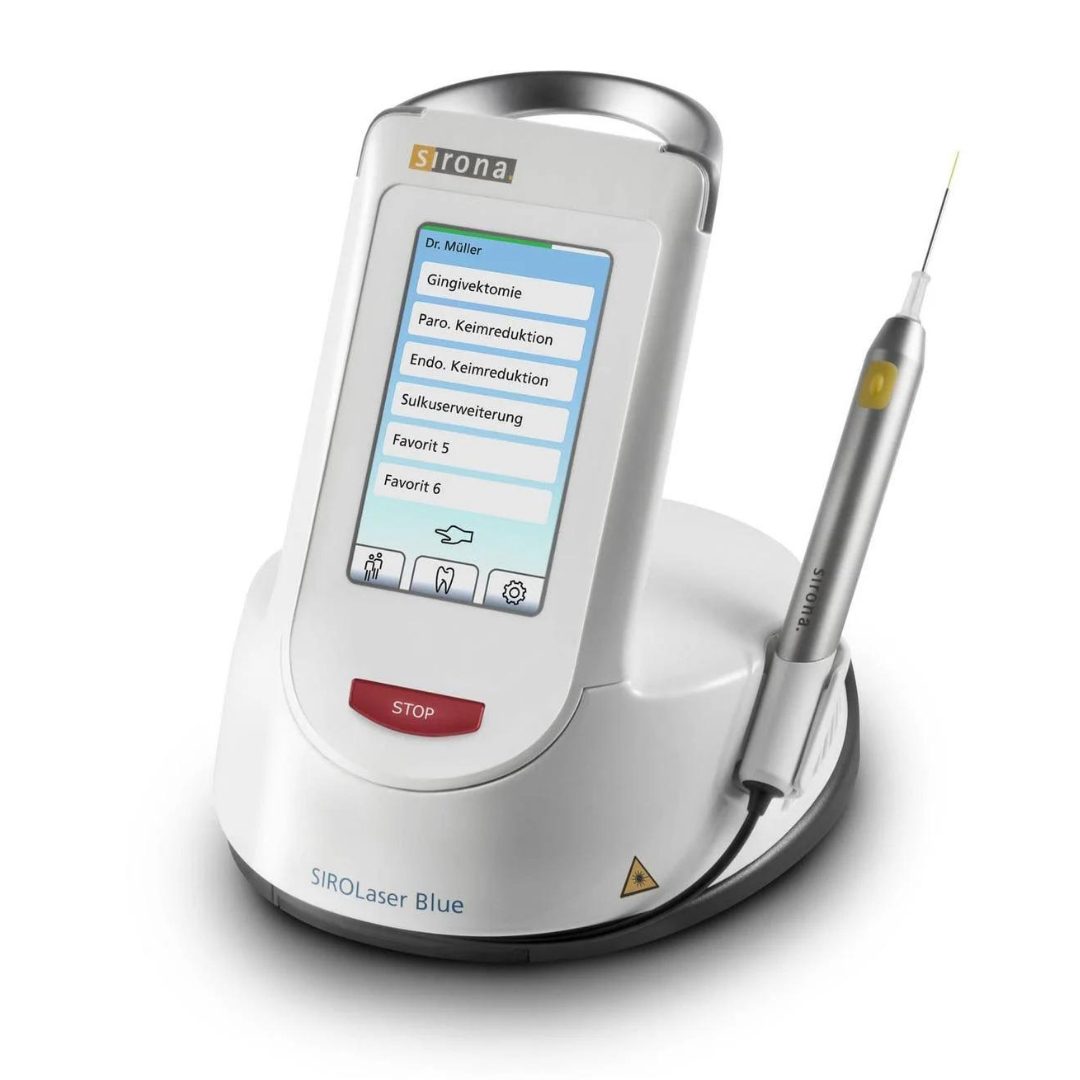 sirona.
Dr. Müller
Gingivektomie
Paro. Keimreduktion
Endo. Keimreduktion
Sulkuserweiterung
Favorit 5
Favorit 6
STOP
SIROLaser Blue
sirona.